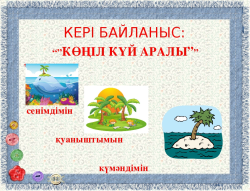 КЕРІ БАЙЛАНЫС:
“”КӨҢІЛ КҮЙ АРАЛЫ””
сенімдімін
қуаныштымын
күмәндімін